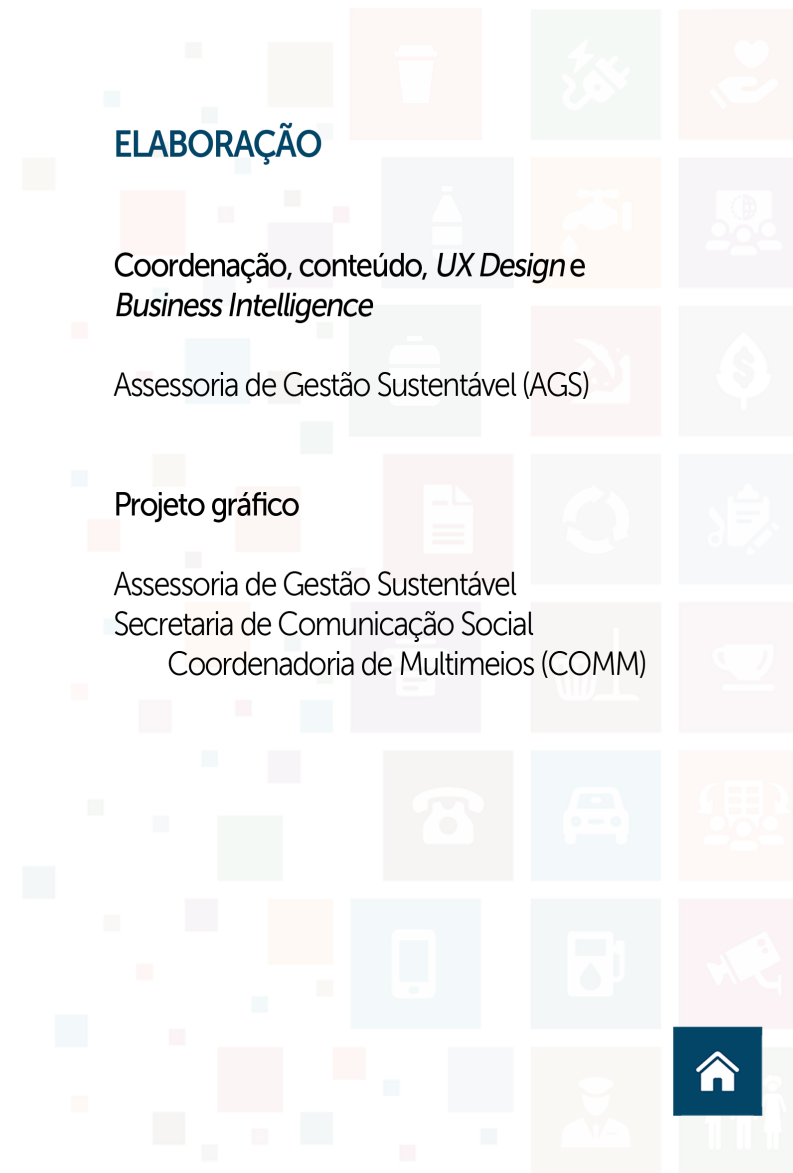 ELABORAÇÃO
Coordenação, conteúdo, UX Design e
Business Intelligence
Assessoria de Gestão Sustentável (AGS)
Projeto gráfico
Assessoria de Gestão Sustentável
Secretaria de Comunicação Social
Coordenadoria de Multimeios (COMM)